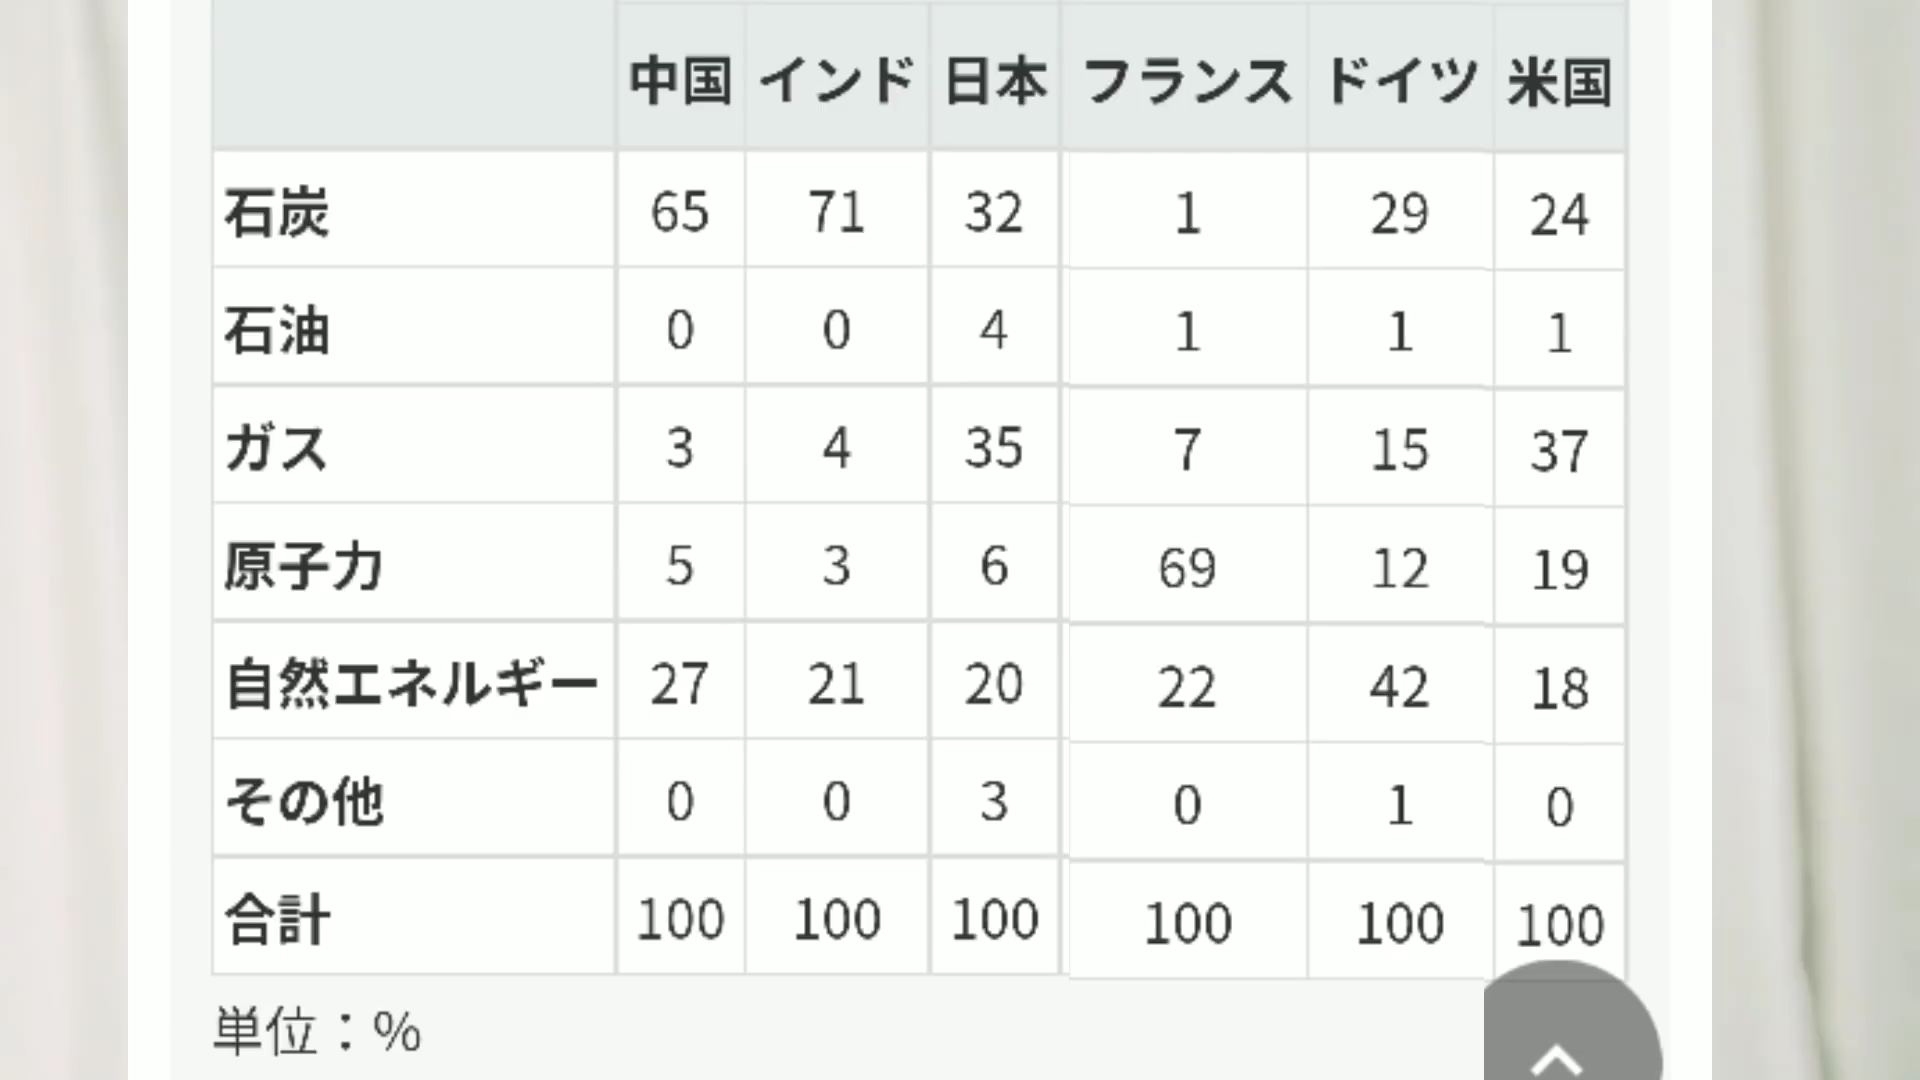 中国 インド 日本 フランス ドイツ 米国
石炭 65 71 32 1 29 24
石油 0 0 4 1 1 1
ガス 3 4 35 7 15 37
原子力 5 3 6 69 12 19
自然エネルギー 27 21 20 22 42 18
その他 0 0 3 0 1 0
合計 100 100 100 100 100 100
単位：%